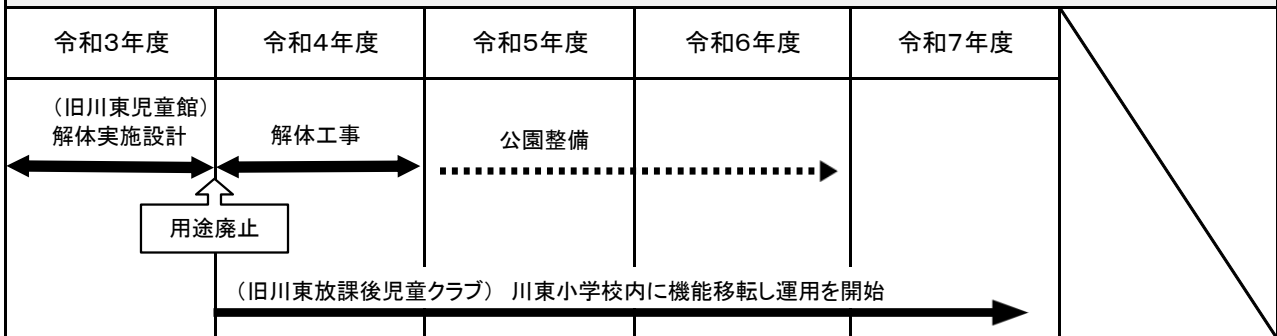 令和3年度 令和4年度 令和5年度 令和6年度 令和7年度
（旧川東児童館）
解体実施設計
解体工事
公園整備
用途廃止
（旧川東放課後児童クラブ） 川東小学校内に機能移転し運用を開始